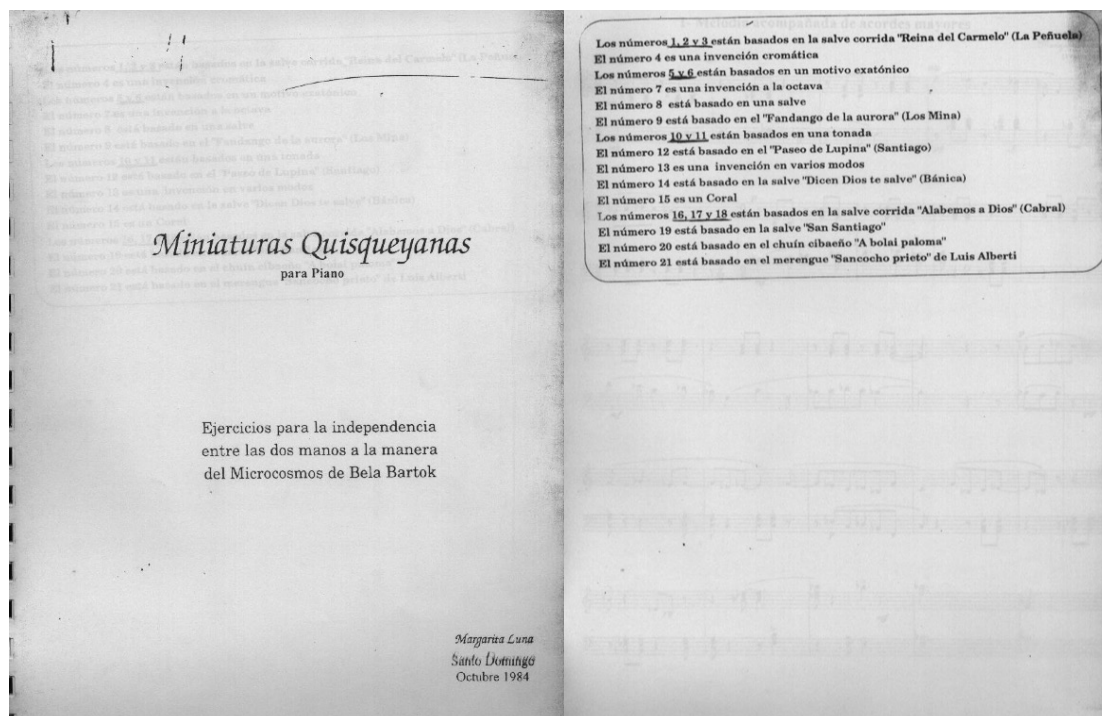 Miniaturas Quisqueyanas
para Piano
Ejercicios para la independencia
entre las dos manos a la manera
del Microcosmos de Bela Bartok
Margarita Luna
Santo Domingo
Octubre 1984
1- Melodía acompañada de acordes mayores
Los números 1, 2 y 3 están basados en la salve corrida "Reina del Carmelo" (La Peñuela)
El número 4 es una invención cromática
Los números 5 y 6 están basados en un motivo exatónico
El número 7 es una invención a la octava
El número 8 está basado en una salve
El número 9 está basado en el "Fandango de la aurora" (Los Mina)
Los números 10 y 11 están basados en una tonada
El número 12 está basado en el "Paseo de Lupina" (Santiago)
El número 13 es una invención en varios modos
El número 14 está basado en la salve "Dicen Dios te salve" (Bánica)
El número 15 es un Coral
Los números 16, 17 y 18 están basados en la salve corrida "Alabemos a Dios" (Cabral)
El número 19 está basado en la salve "San Santiago"
El número 20 está basado en el chuín cibaeño "A bolai paloma"
El número 21 está basado en el merengue "Sancocho prieto" de Luis Alberti